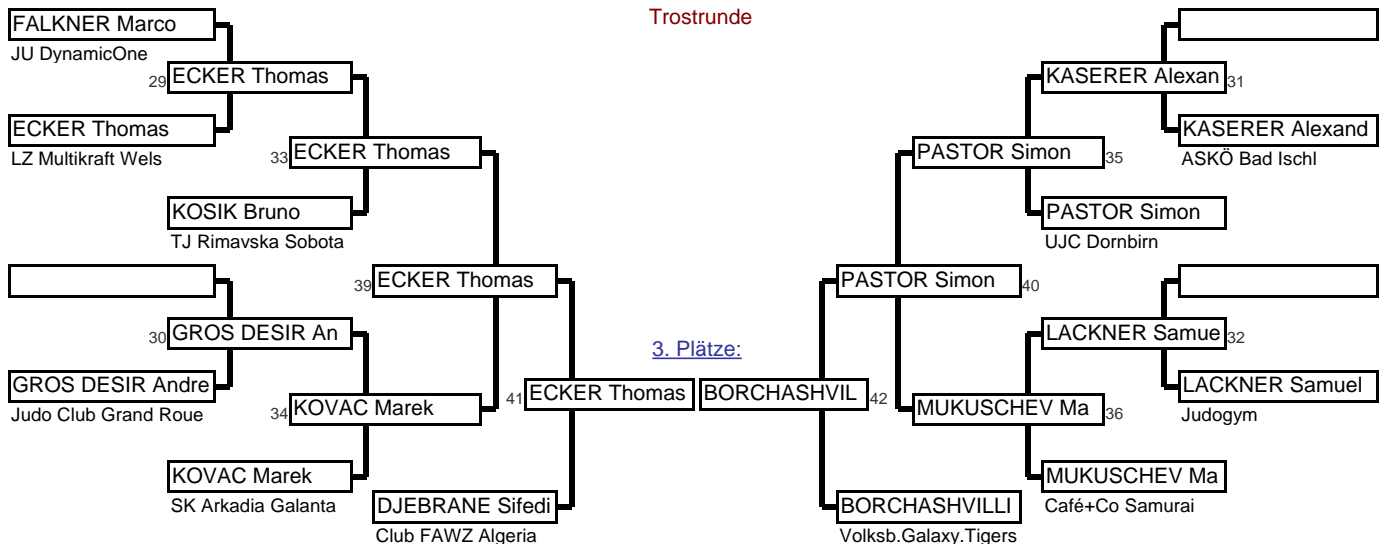 Trostrunde
FALKNER Marco
JU DynamicOne
29 ECKER Thomas
ECKER Thomas
LZ Multikraft Wels
33 ECKER Thomas
KOSIK Bruno
TJ Rimavska Sobota
39 ECKER Thomas
30 GROS DESIR An
GROS DESIR Andre
Judo Club Grand Roue
34 KOVAC Marek
KOVAC Marek
SK Arkadia Galanta
3. Plätze:
41 ECKER Thomas
DJEBRANE Sifedi
Club FAWZ Algeria
BORCHASHVIL 42
BORCHASHVILLI
Volksb.Galaxy.Tigers
PASTOR Simon 40
KASERER Alexan 31
KASERER Alexand
ASKÖ Bad Ischl
PASTOR Simon 35
PASTOR Simon
UJC Dornbirn
LACKNER Samue 32
LACKNER Samuel
Judogym
MUKUSCHEV Ma 36
MUKUSCHEV Ma
Café+Co Samurai